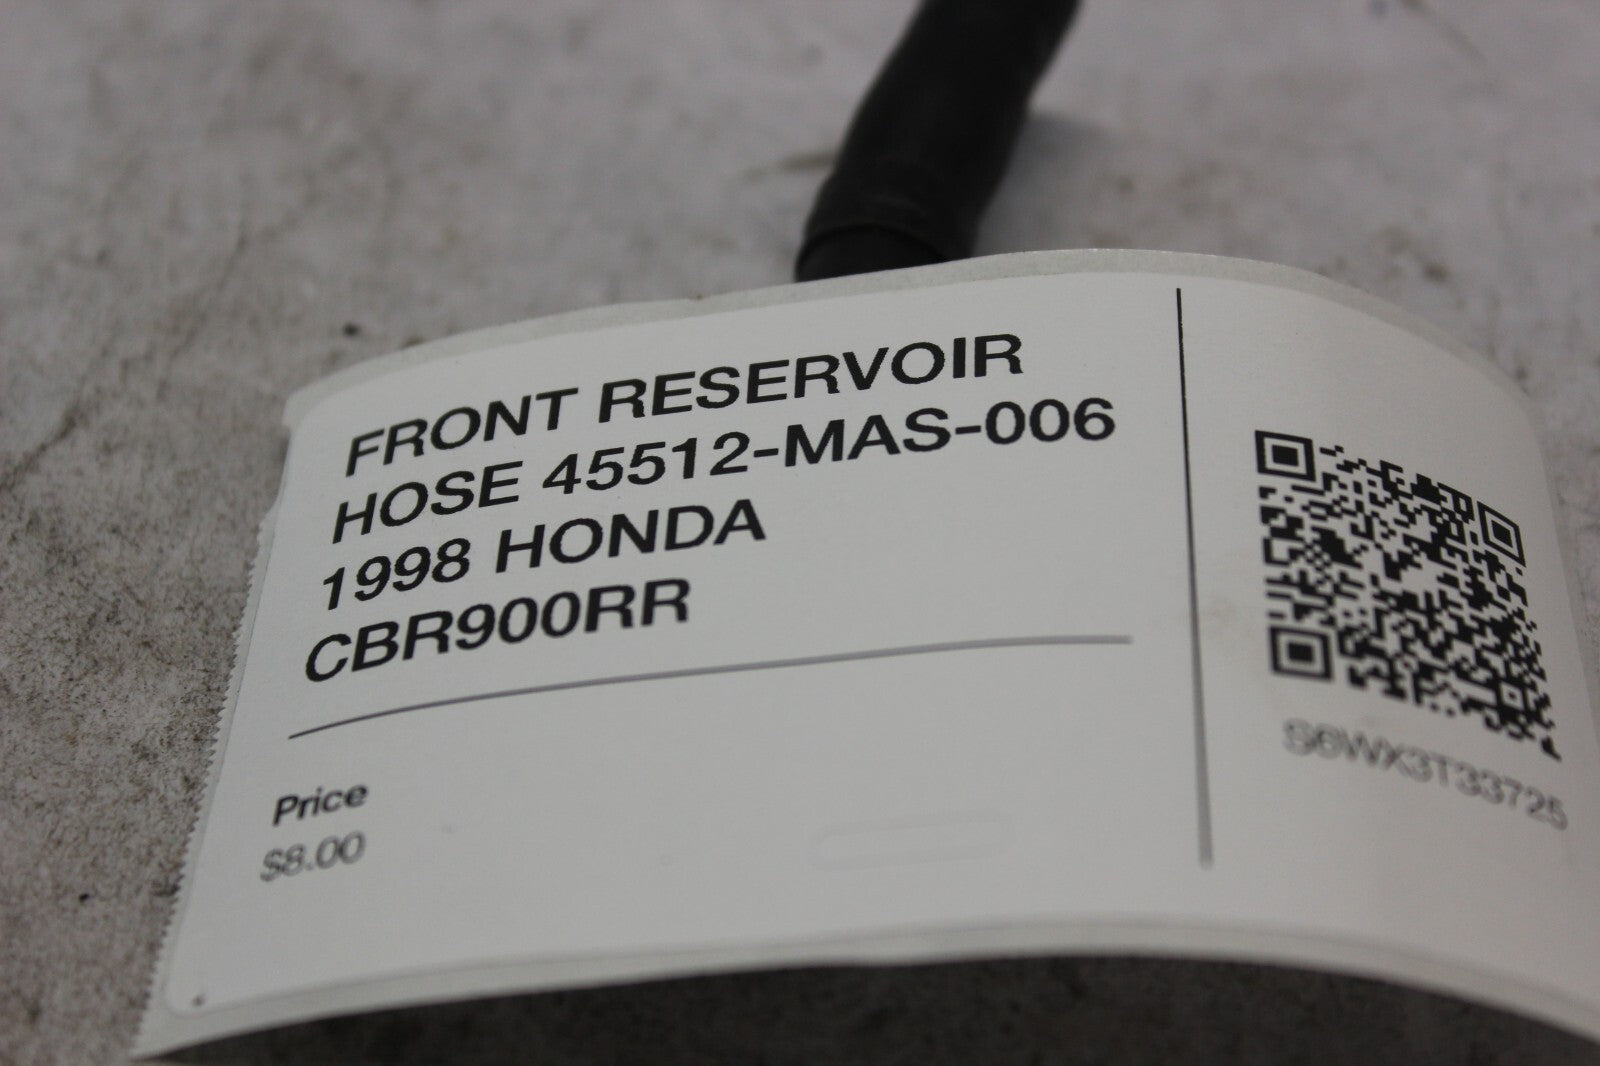 FRONT RESERVOIR
HOSE 45512-MAS-006
1998 HONDA
CBR900RR
Price
$8.00
S6WX3T33725